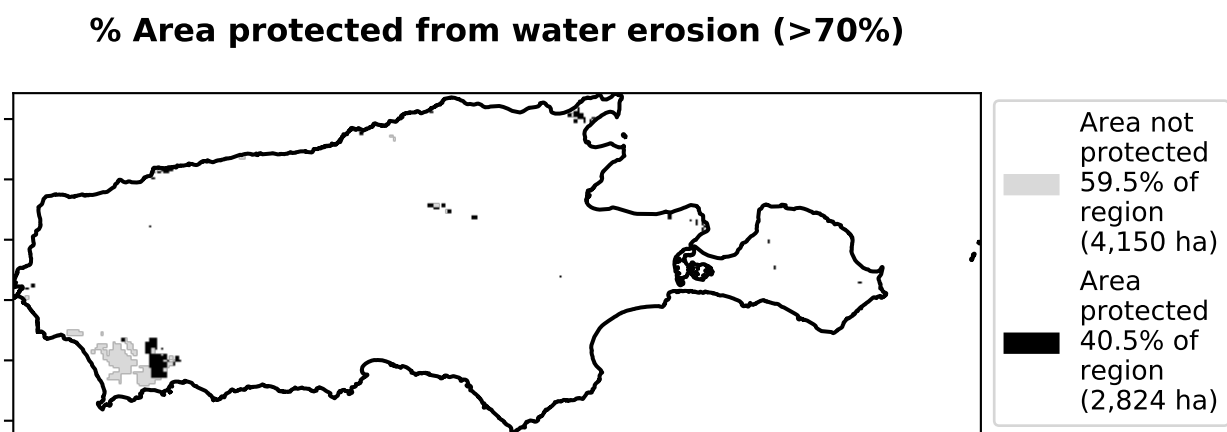 % Area protected from water erosion (>70%)
Area not
protected
59.5% of
region
(4,150 ha)
Area
protected
40.5% of
region
(2,824 ha)